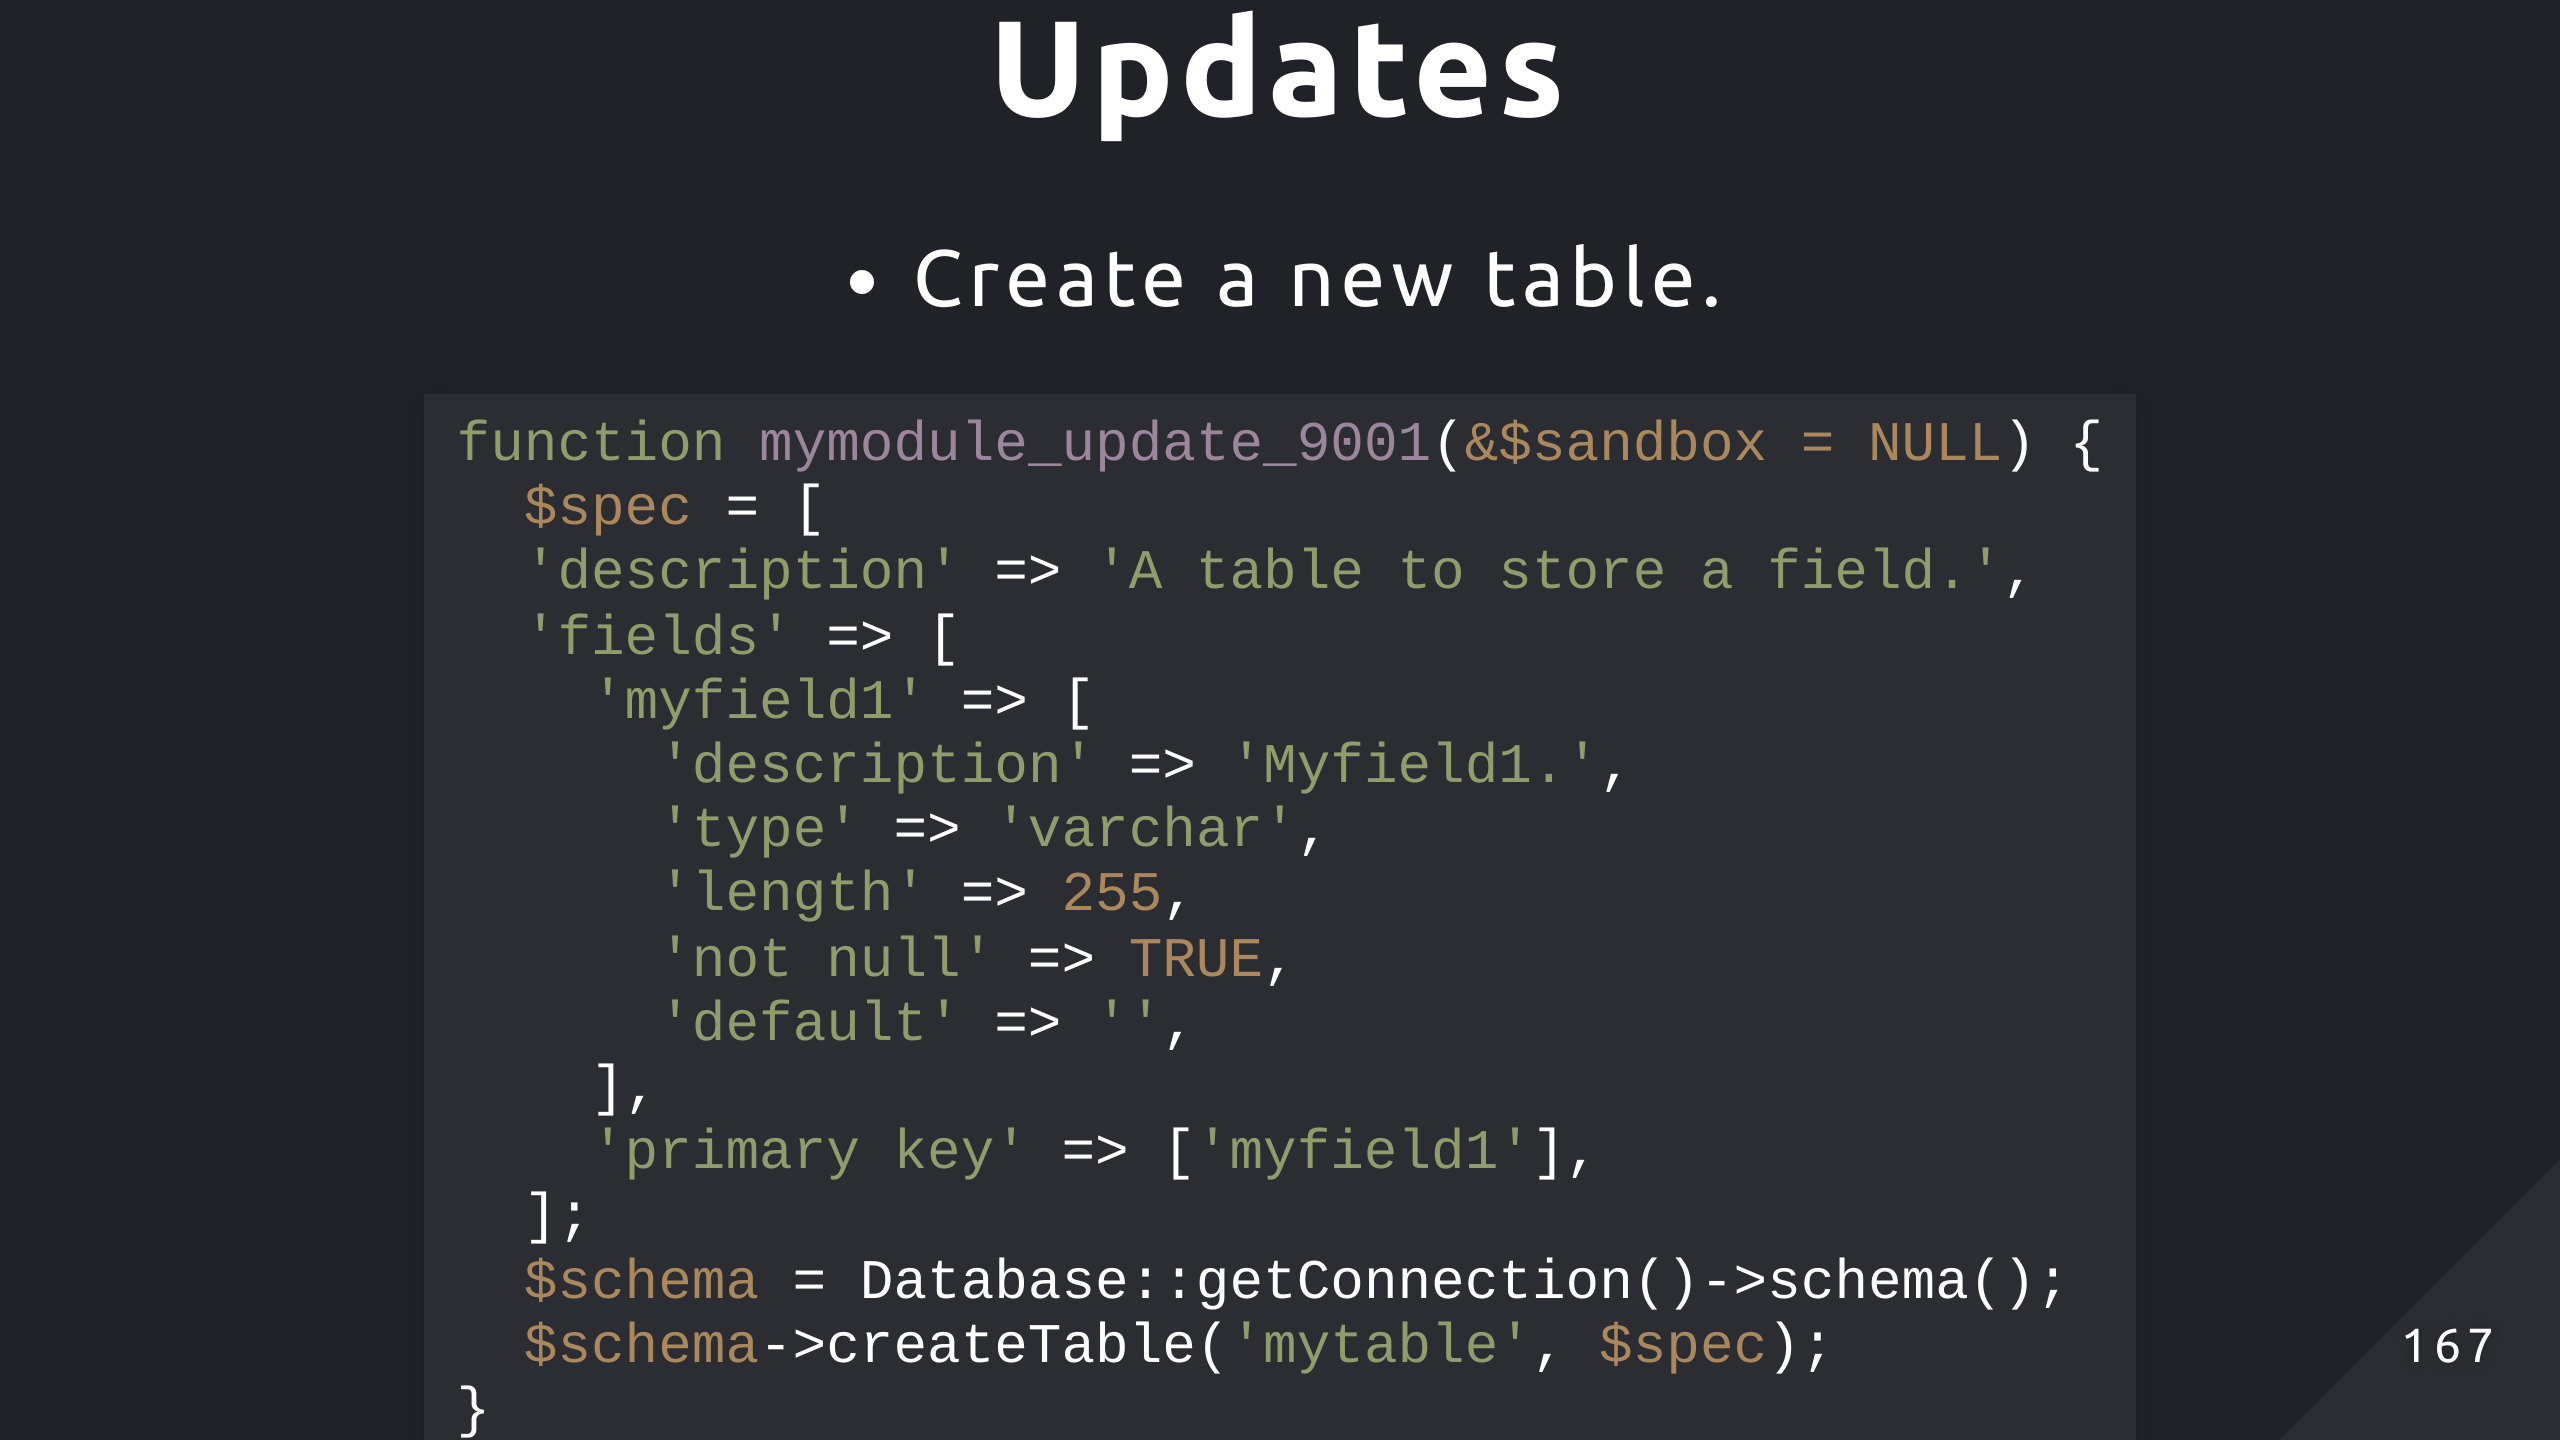 Updates
• Create a new table.
function mymodule_update_9001(&$sandbox = NULL) {
  $spec = [
  'description' => 'A table to store a field.',
  'fields' => [
    'myfield1' => [
      'description' => 'Myfield1.',
      'type' => 'varchar',
      'length' => 255,
      'not null' => TRUE,
      'default' => '',
    ],
    'primary key' => ['myfield1'],
  ];
  $schema = Database::getConnection()->schema();
  $schema->createTable('mytable', $spec);
}
167